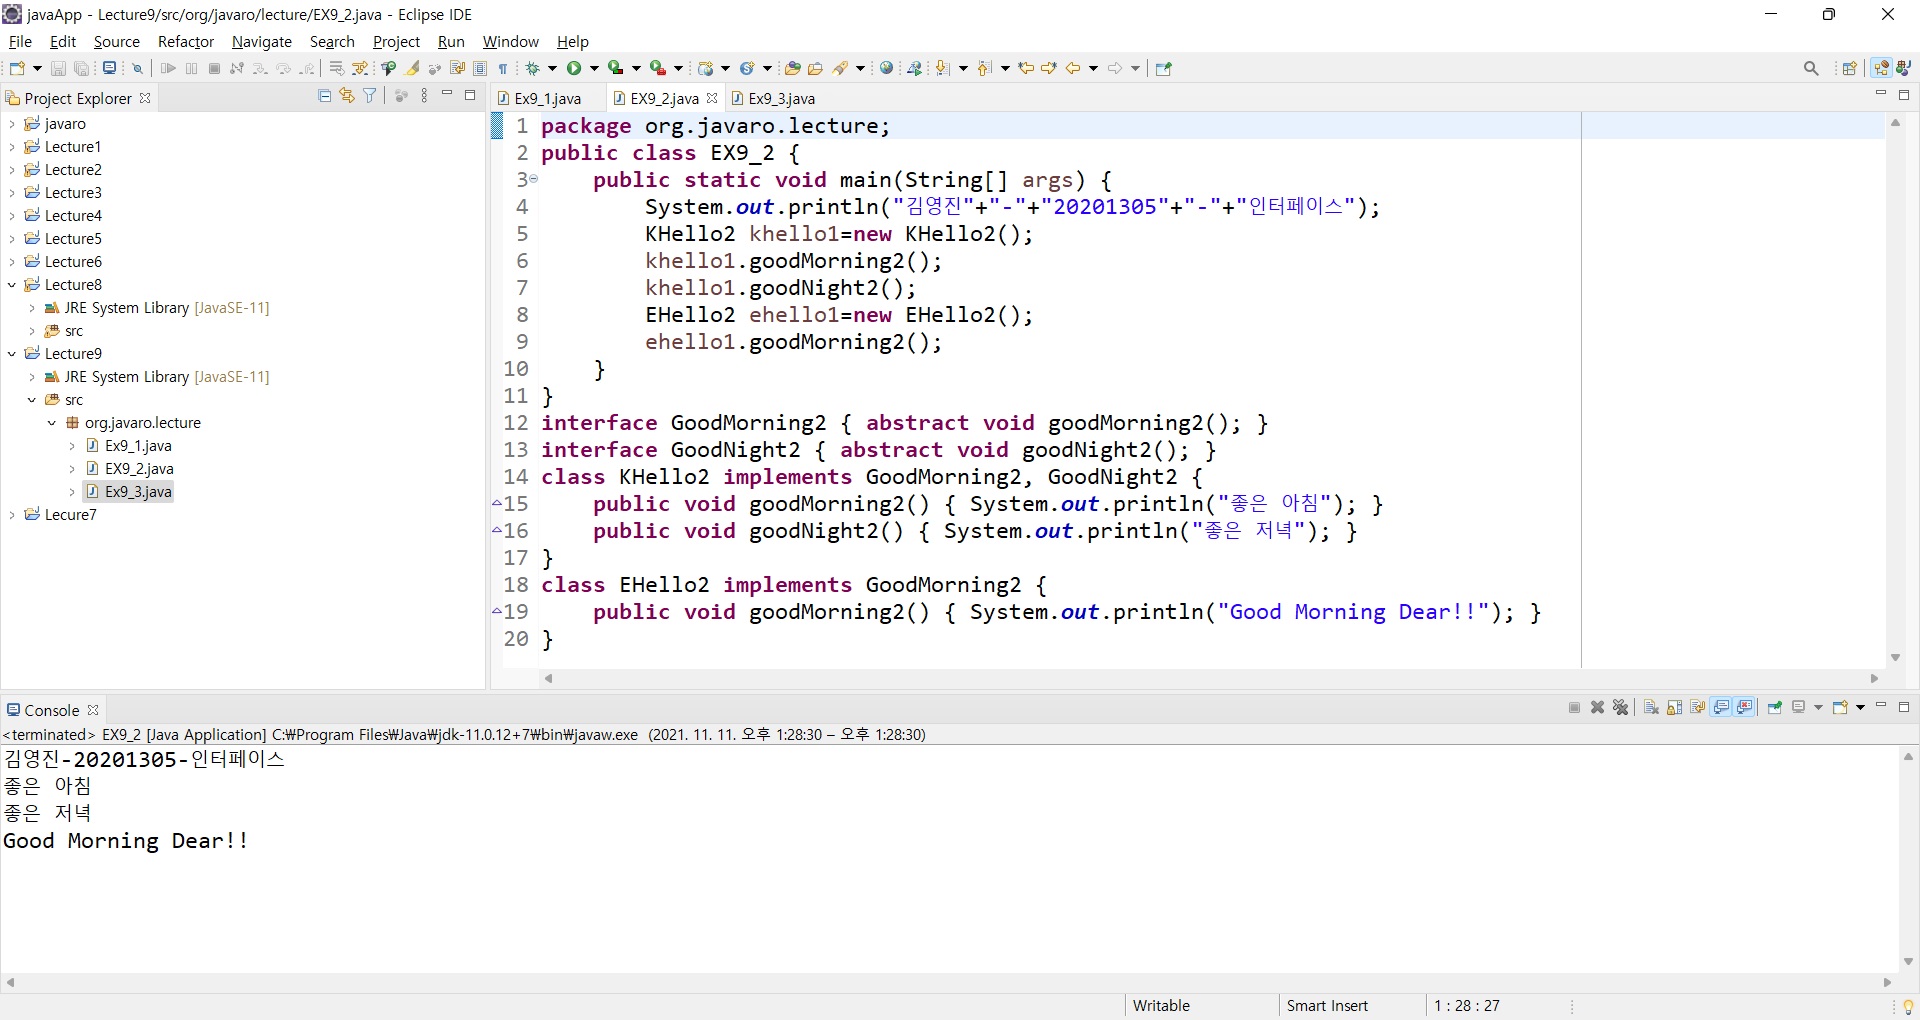 javaApp - Lecture9/src/org/javaro/lecture/EX9_2.java - Eclipse IDE
File Edit Source Refactor Navigate Search Project Run Window Help
Project Explorer
javaro
Lecture1
Lecture2
Lecture3
Lecture4
Lecture5
Lecture6
Lecture8
JRE System Library [JavaSE-11]
src
Lecture9
JRE System Library [JavaSE-11]
src
org.javaro.lecture
Ex9_1.java
EX9_2.java
Ex9_3.java
Lecure7
Ex9_1.java EX9_2.java Ex9_3.java
1 package org.javaro.lecture;
2 public class EX9_2 {
3 public static void main(String[] args) {
4 System.out.println("김영진"+"-"+"20201305"+"-"+"인터페이스");
5 KHello2 khello1=new KHello2();
6 khello1.goodMorning2();
7 khello1.goodNight2();
8 EHello2 ehello1=new EHello2();
9 ehello1.goodMorning2();
10 }
11 }
12 interface GoodMorning2 { abstract void goodMorning2(); }
13 interface GoodNight2 { abstract void goodNight2(); }
14 class KHello2 implements GoodMorning2, GoodNight2 {
15 public void goodMorning2() { System.out.println("좋은 아침"); }
16 public void goodNight2() { System.out.println("좋은 저녁"); }
17 }
18 class EHello2 implements GoodMorning2 {
19 public void goodMorning2() { System.out.println("Good Morning Dear!!"); }
20 }
Console
<terminated> EX9_2 [Java Application] C:₩Program Files₩Java₩jdk-11.0.12+7₩bin₩javaw.exe (2021. 11. 11. 오후 1:28:30 – 오후 1:28:30)
김영진-20201305-인터페이스
좋은 아침
좋은 저녁
Good Morning Dear!!
Writable Smart Insert 1 : 28 : 27